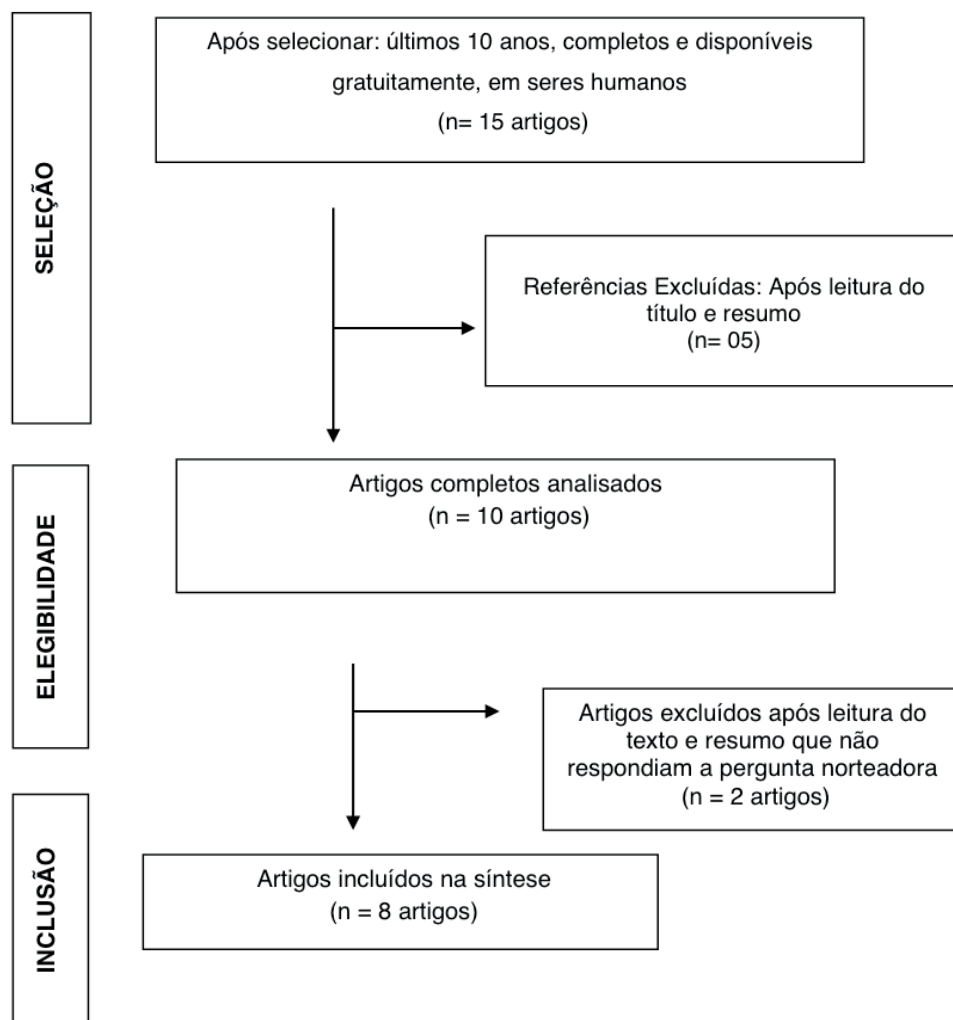 SELEÇÃO
Após selecionar: últimos 10 anos, completos e disponíveis
gratuitamente, em seres humanos
(n= 15 artigos)
Referências Excluídas: Após leitura do
título e resumo
(n= 05)
ELEGIBILIDADE
Artigos completos analisados
(n = 10 artigos)
Artigos excluídos após leitura do
texto e resumo que não
respondiam a pergunta norteadora
(n = 2 artigos)
INCLUSÃO
Artigos incluídos na síntese
(n = 8 artigos)